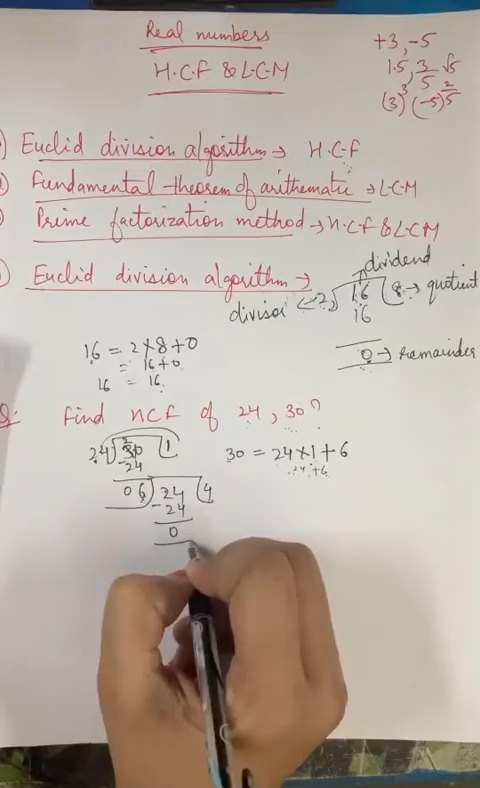 Real numbers
H.C.F & L.C.M
+3, -5
1.5, 3/5, √5
(3)³ (-5)^2/5
Euclid division algorithm → H.C.F
Fundamental theorem of arithematic → L.C.M
Prime factorization method → H.C.F & L.C.M
Euclid division algorithm →
dividend
divisor ← 2) 16 (8 → quotient
16
0 → remainder
16 = 2×8+0
= 16+0
16 = 16
Q: Find HCF of 24, 30?
24) 30 (1
-24
30 = 24×1+6
24+6
06) 24 (4
-24
0